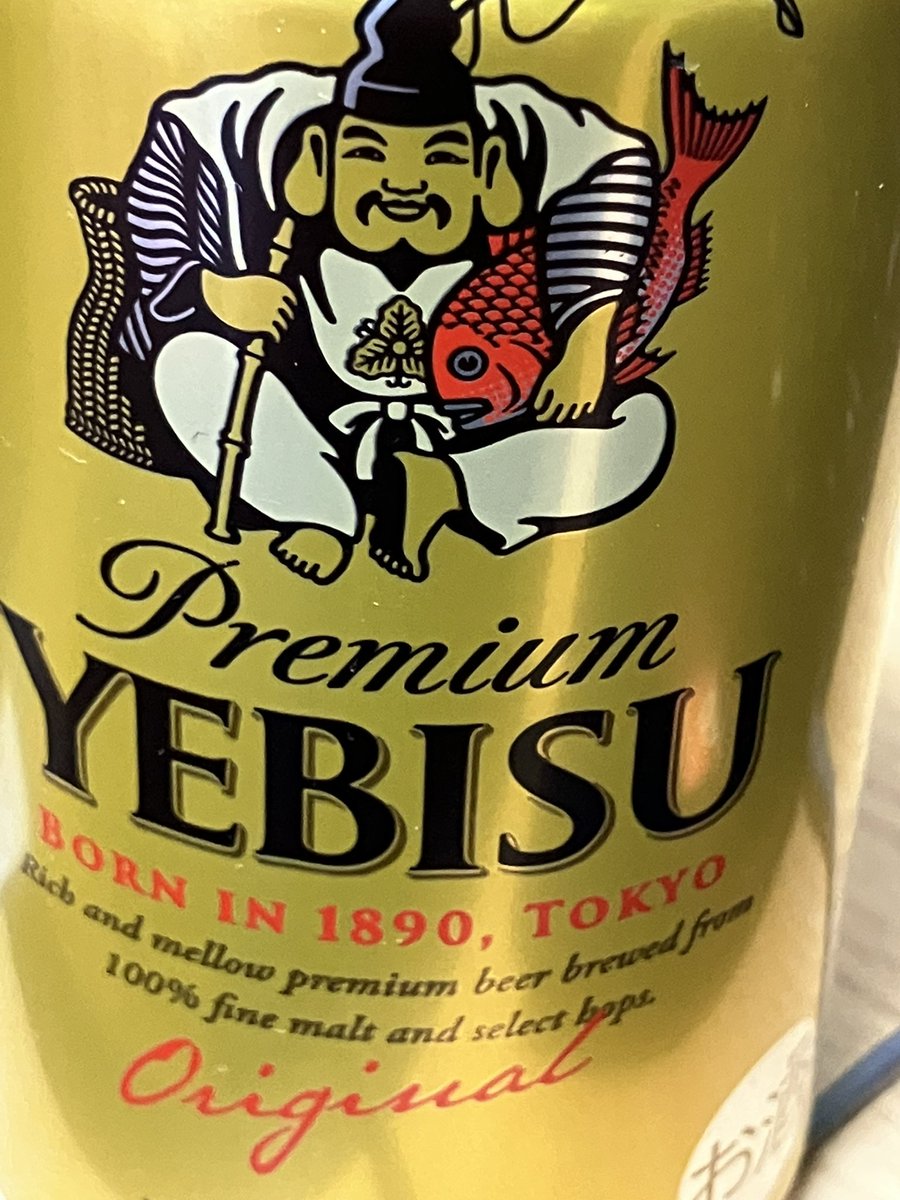 Premium
YEBISU
BORN IN 1890, TOKYO
Rich and mellow premium beer brewed from
100% fine malt and select hops.
Original